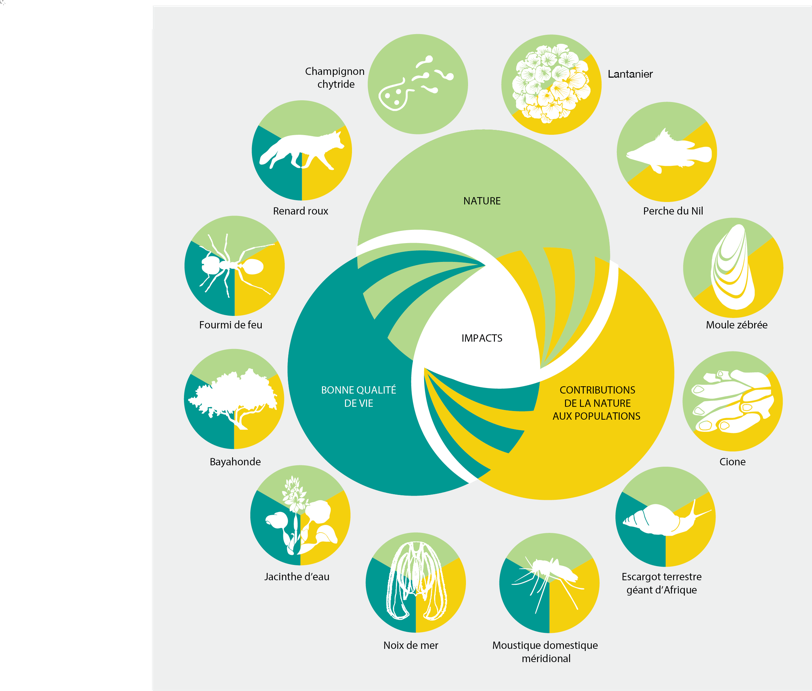 Champignon
chytride
Lantanier
Renard roux
Perche du Nil
NATURE
Fourmi de feu
Moule zébrée
IMPACTS
BONNE QUALITÉ
DE VIE
CONTRIBUTIONS
DE LA NATURE
AUX POPULATIONS
Bayahonde
Cione
Jacinthe d'eau
Escargot terrestre
géant d'Afrique
Noix de mer
Moustique domestique
méridional